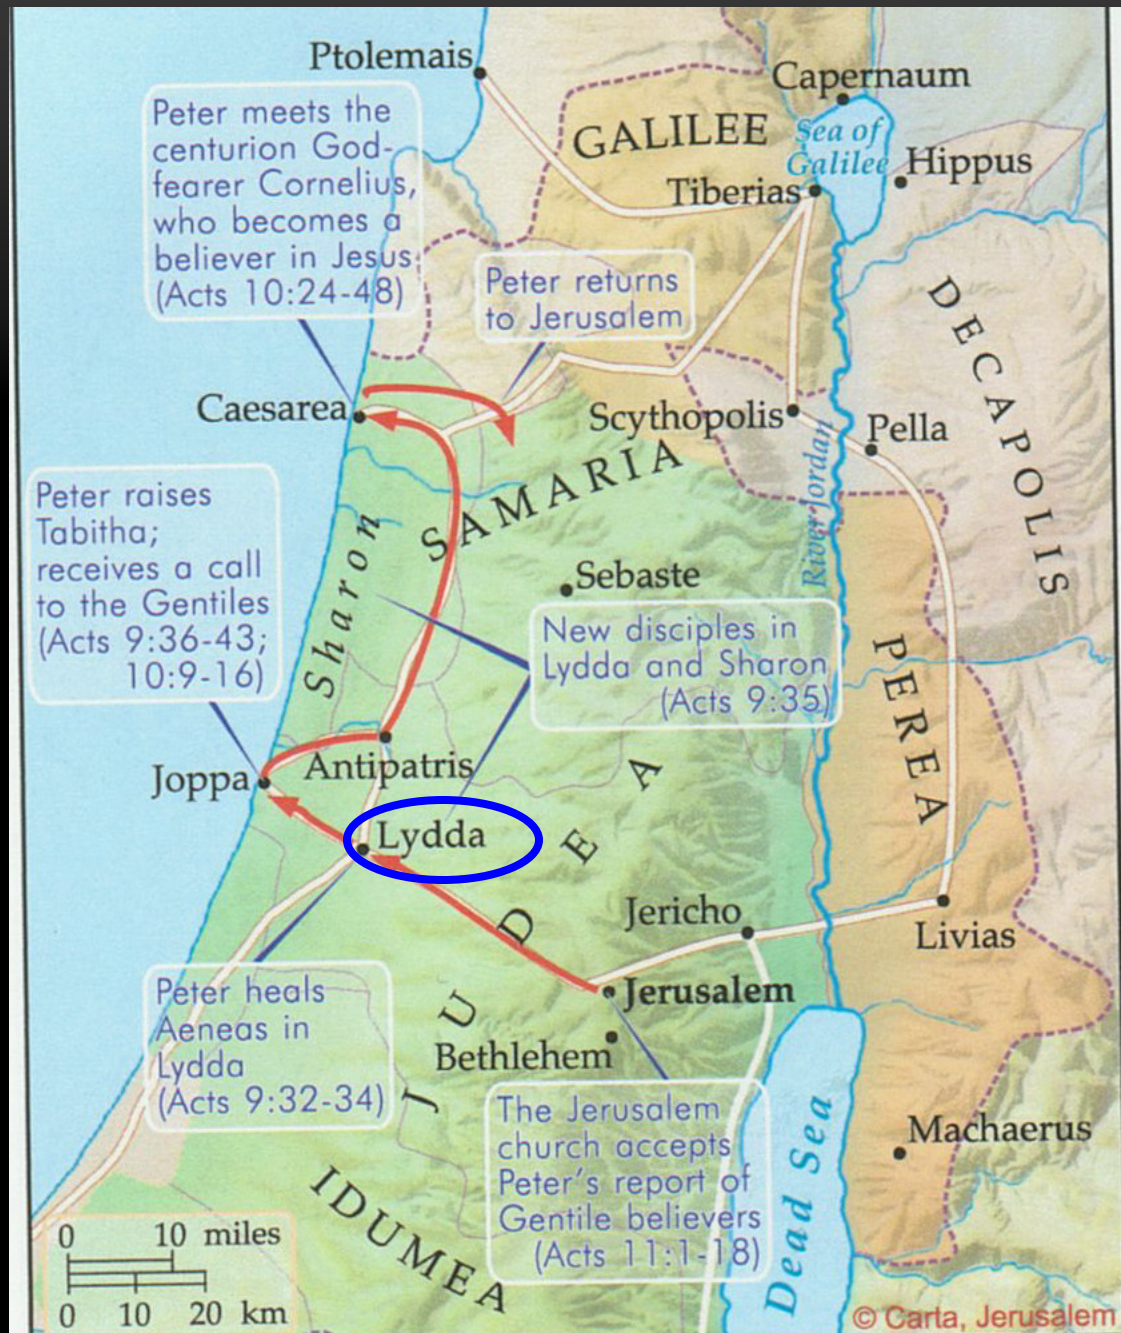 Ptolemais
Capernaum
Peter meets the
centurion God-
fearer Cornelius,
who becomes a
believer in Jesus
(Acts 10:24-48)
GALILEE
Sea of
Galilee
Hippus
Tiberias
Peter returns
to Jerusalem
DECAPOLIS
Caesarea
Scythopolis
Pella
SAMARIA
River Jordan
Peter raises
Tabitha;
receives a call
to the Gentiles
(Acts 9:36-43;
10:9-16)
Sharon
Sebaste
New disciples in
Lydda and Sharon
(Acts 9:35)
PEREA
Joppa
Antipatris
Lydda
JUDEA
Jericho
Livias
Jerusalem
Bethlehem
Peter heals
Aeneas in
Lydda
(Acts 9:32-34)
The Jerusalem
church accepts
Peter's report of
Gentile believers
(Acts 11:1-18)
Machaerus
Dead Sea
IDUMEA
0 10 miles
0 10 20 km
© Carta, Jerusalem